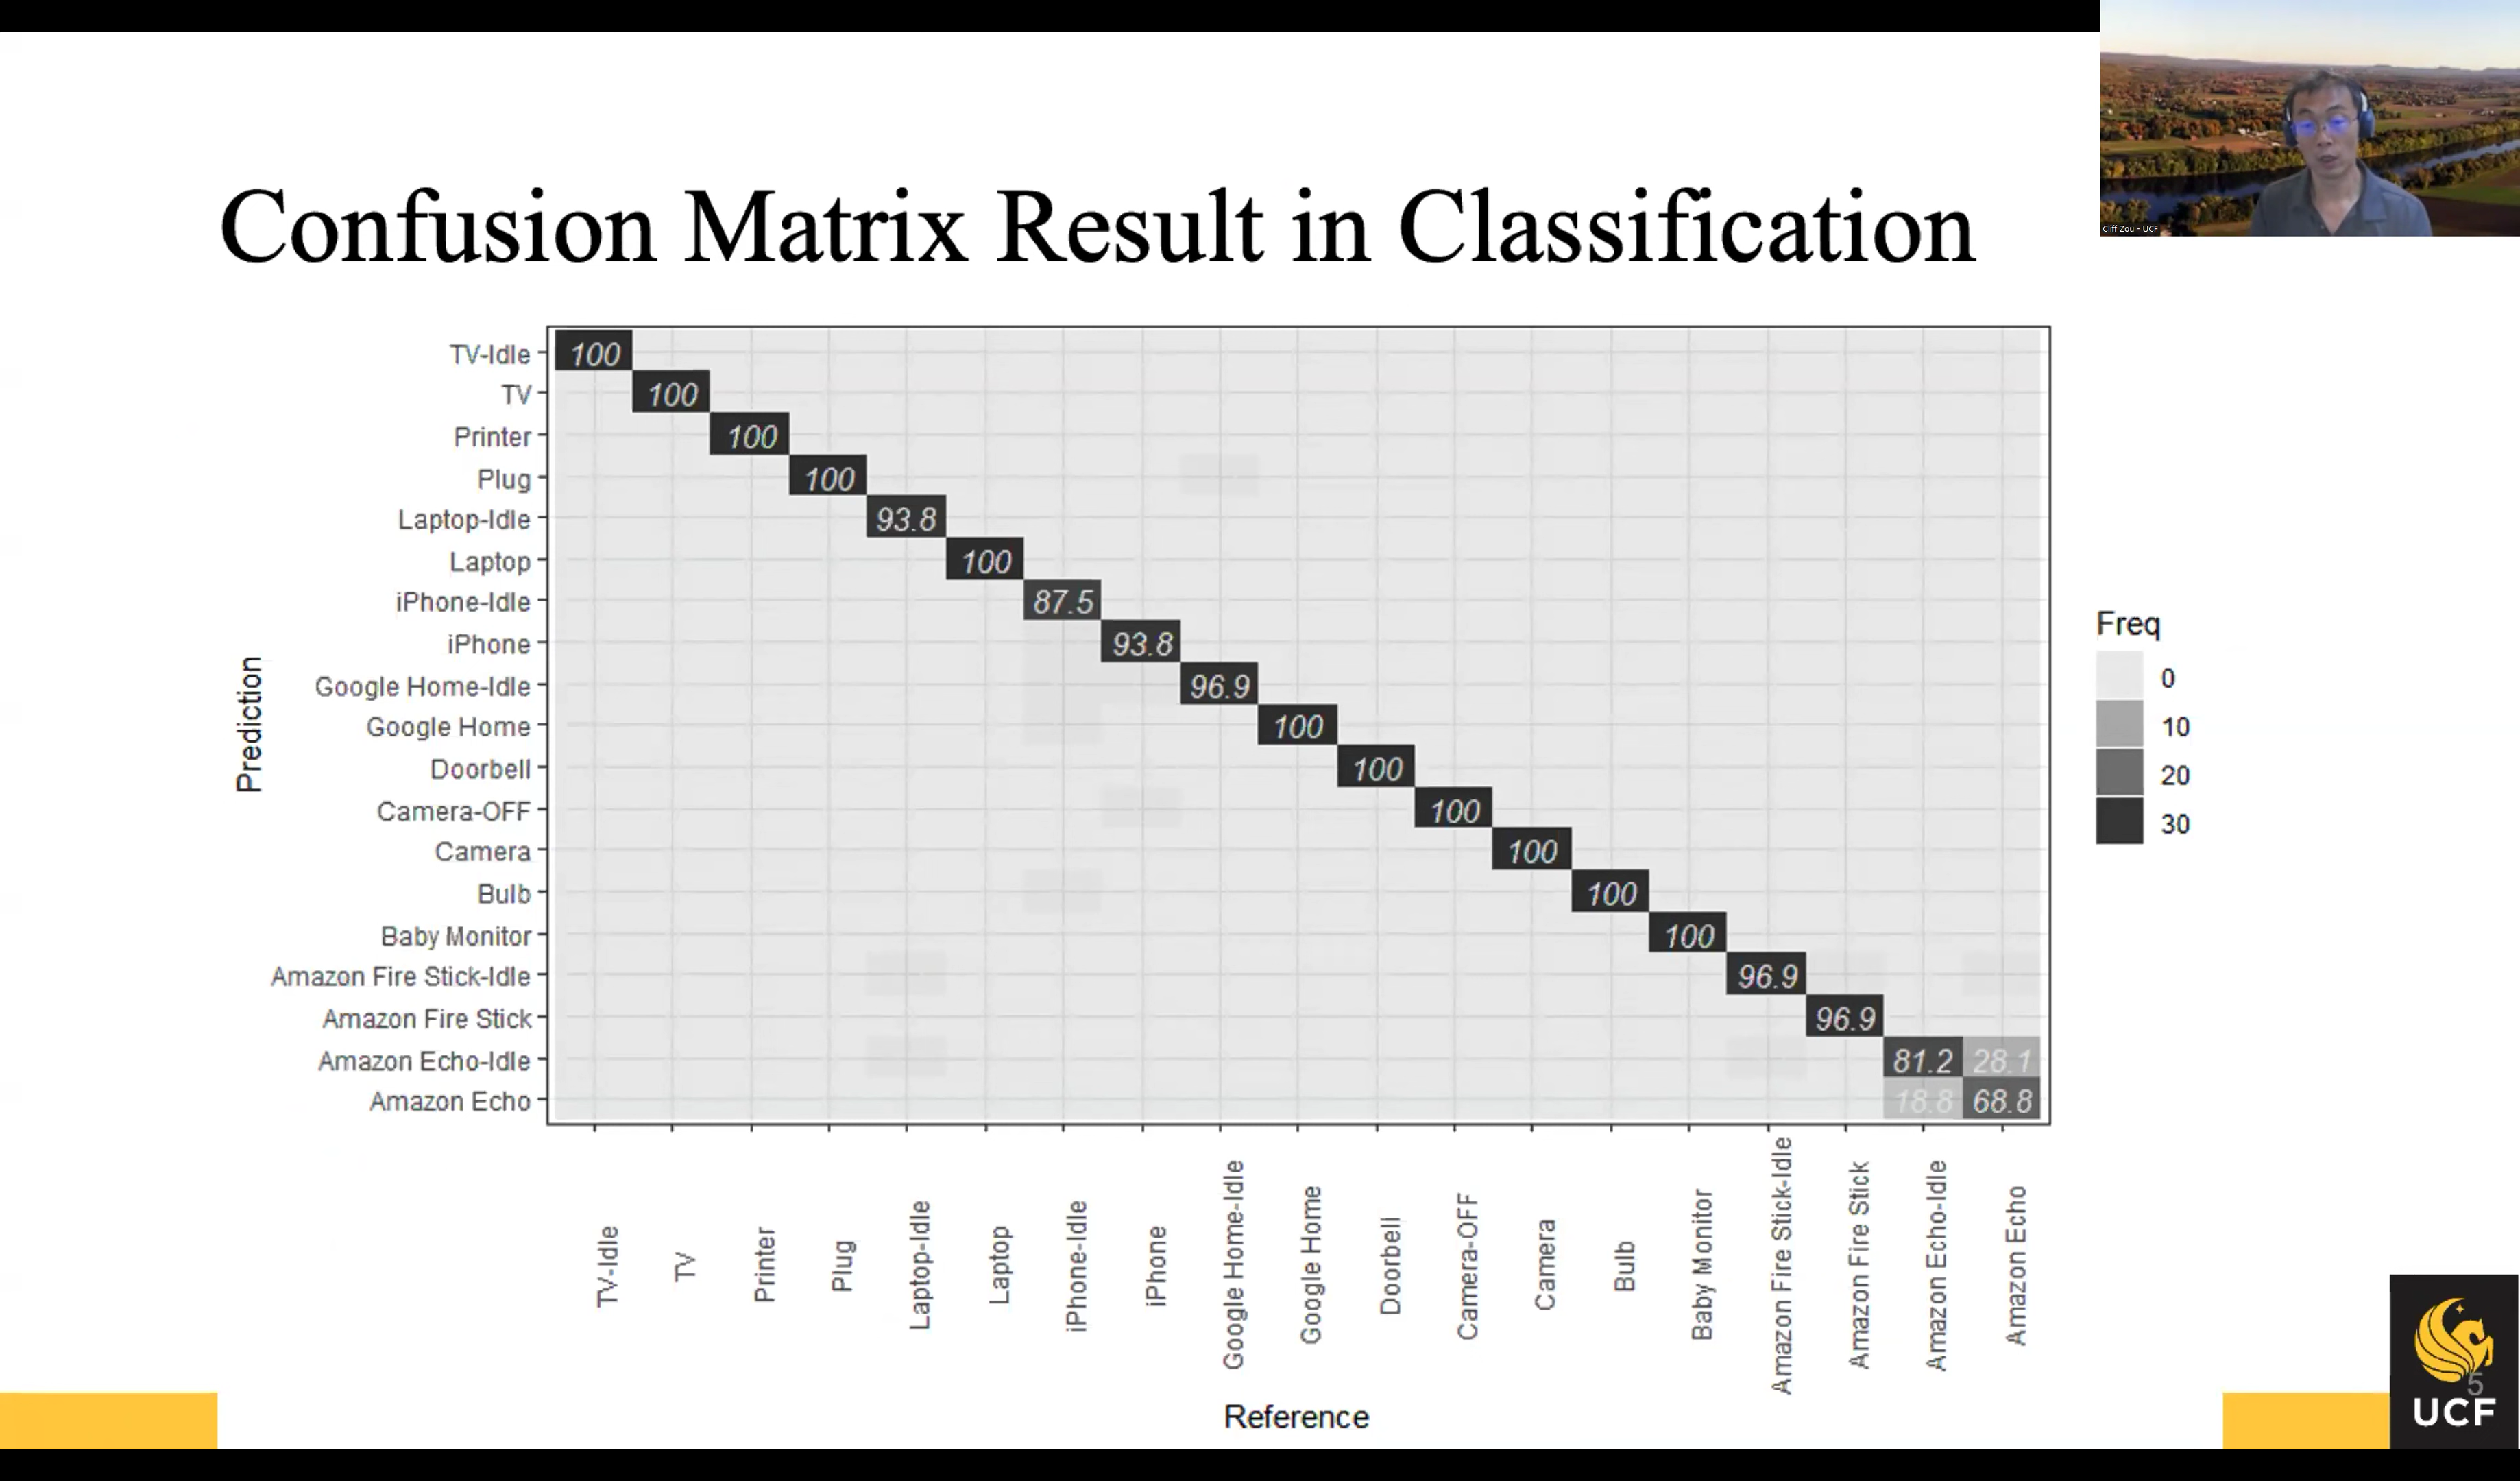 Cliff Zou - UCF
Confusion Matrix Result in Classification
Prediction
TV-Idle 100
TV 100
Printer 100
Plug 100
Laptop-Idle 93.8
Laptop 100
iPhone-Idle 87.5
iPhone 93.8
Google Home-Idle 96.9
Google Home 100
Doorbell 100
Camera-OFF 100
Camera 100
Bulb 100
Baby Monitor 100
Amazon Fire Stick-Idle 96.9
Amazon Fire Stick 96.9
Amazon Echo-Idle 81.2 28.1
Amazon Echo 18.8 68.8
Freq
0
10
20
30
TV-Idle
TV
Printer
Plug
Laptop-Idle
Laptop
iPhone-Idle
iPhone
Google Home-Idle
Google Home
Doorbell
Camera-OFF
Camera
Bulb
Baby Monitor
Amazon Fire Stick-Idle
Amazon Fire Stick
Amazon Echo-Idle
Amazon Echo
Reference
5
UCF